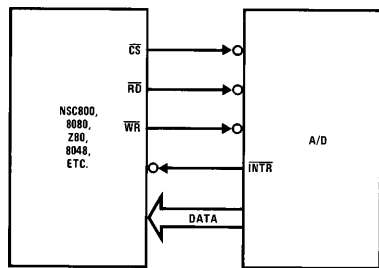 NSC800,
8080,
Z80,
8048,
ETC.
CS
RD
WR
INTR
DATA
A/D